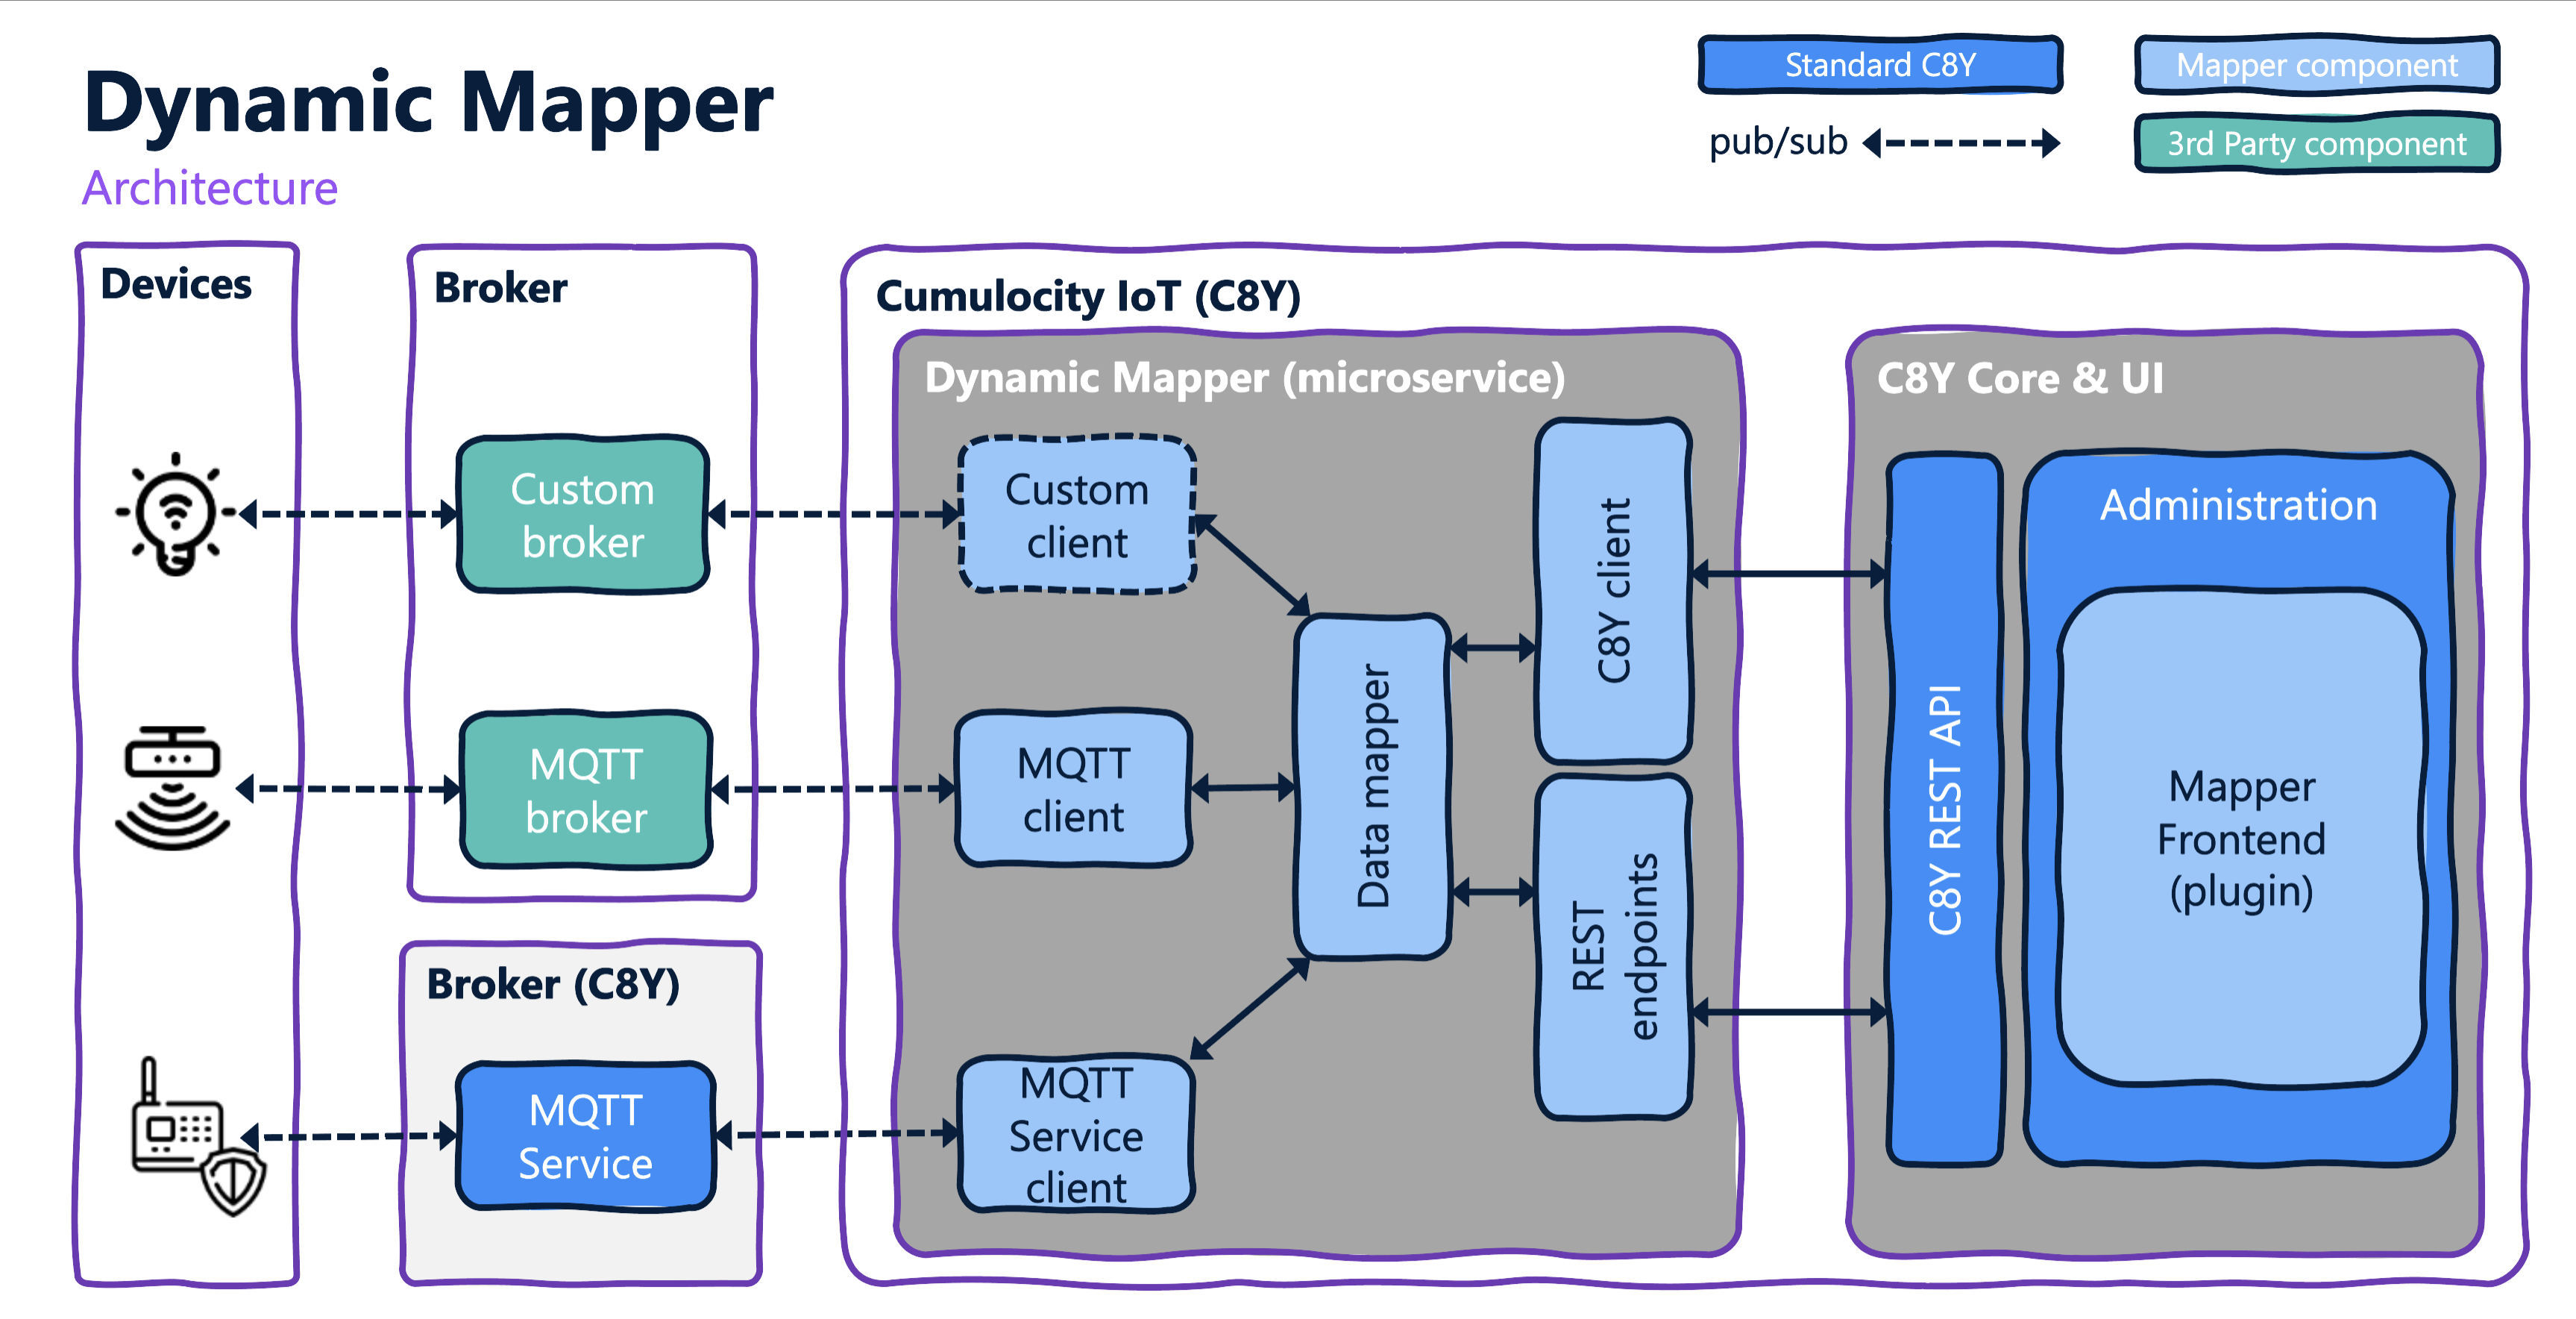 Dynamic Mapper
Architecture
Standard C8Y
Mapper component
pub/sub
3rd Party component
Devices
Broker
Custom
broker
MQTT
broker
Broker (C8Y)
MQTT
Service
Cumulocity IoT (C8Y)
Dynamic Mapper (microservice)
Custom
client
MQTT
client
MQTT
Service
client
Data mapper
C8Y client
REST
endpoints
C8Y Core & UI
C8Y REST API
Administration
Mapper
Frontend
(plugin)